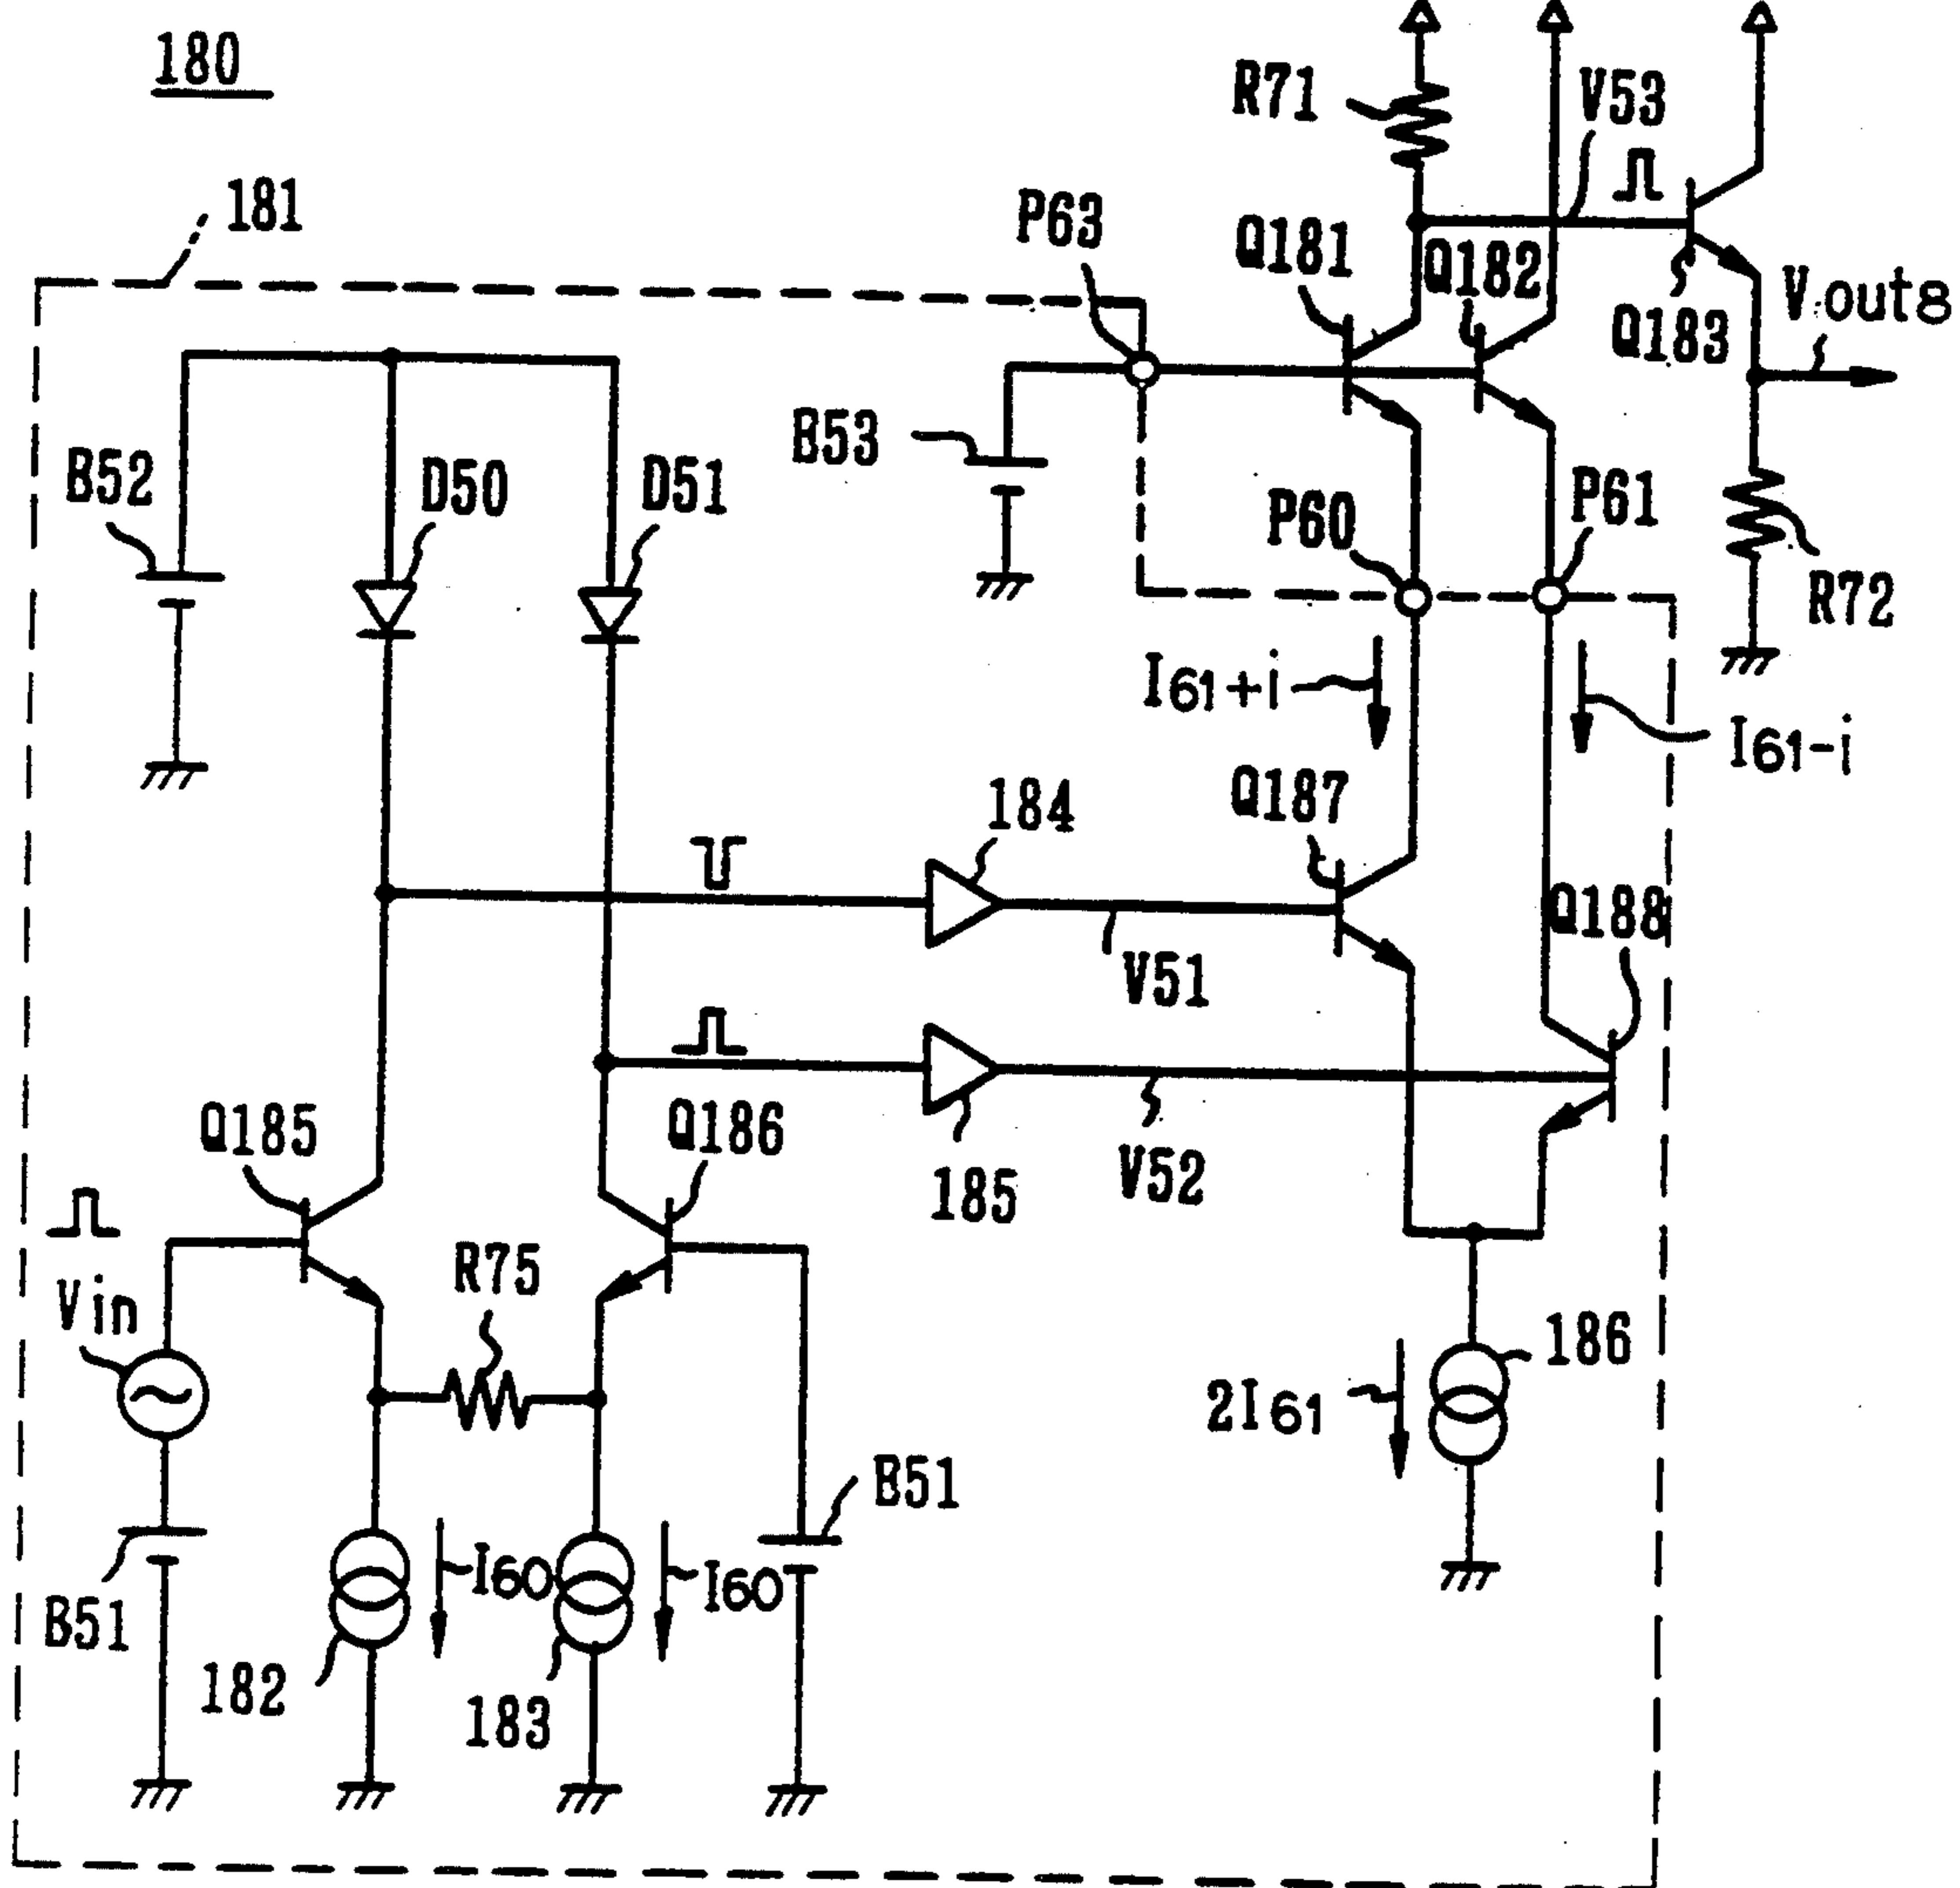 180
R71
V53
181
P63
Q181
Q182
Vout8
Q183
B53
B52
D50
D51
P60
P61
R72
I61+i
I61-i
184
Q187
Q188
V51
Q185
Q186
185
V52
R75
Vin
186
2I61
B51
I60
I60
B51
182
183